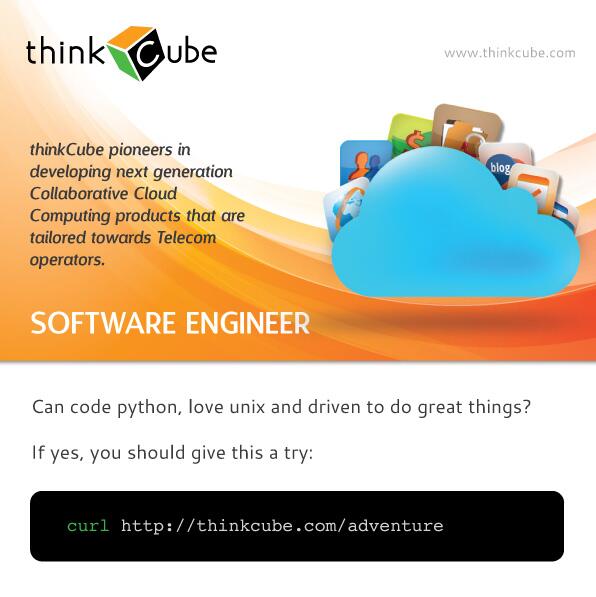 thinkCube
www.thinkcube.com
thinkCube pioneers in
developing next generation
Collaborative Cloud
Computing products that are
tailored towards Telecom
operators.
blog
SOFTWARE ENGINEER
Can code python, love unix and driven to do great things?
If yes, you should give this a try:
curl http://thinkcube.com/adventure